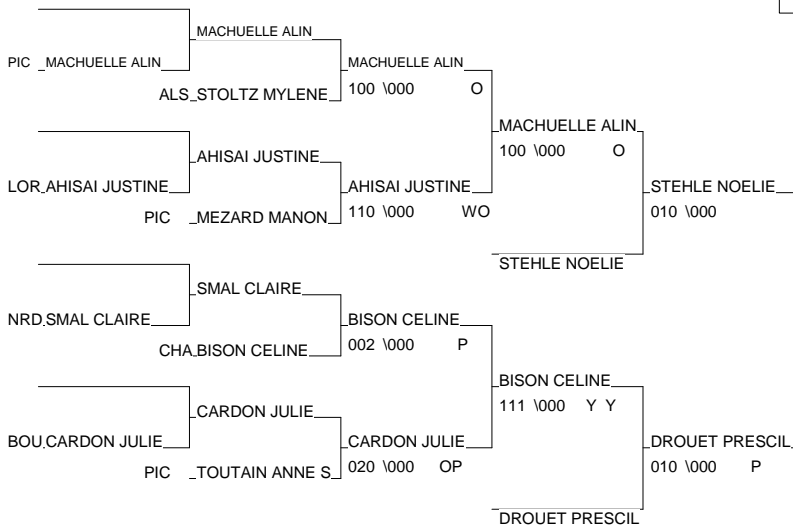 MACHUELLE ALIN
PIC MACHUELLE ALIN
MACHUELLE ALIN
ALS STOLTZ MYLENE
100 \000 O
MACHUELLE ALIN
100 \000 O
AHISAI JUSTINE
LOR AHISAI JUSTINE
AHISAI JUSTINE
STEHLE NOELIE
PIC MEZARD MANON
110 \000 WO
010 \000
STEHLE NOELIE
SMAL CLAIRE
NRD SMAL CLAIRE
BISON CELINE
CHA BISON CELINE
002 \000 P
BISON CELINE
111 \000 Y Y
CARDON JULIE
BOU CARDON JULIE
CARDON JULIE
DROUET PRESCIL
PIC TOUTAIN ANNE S
020 \000 OP
010 \000 P
DROUET PRESCIL